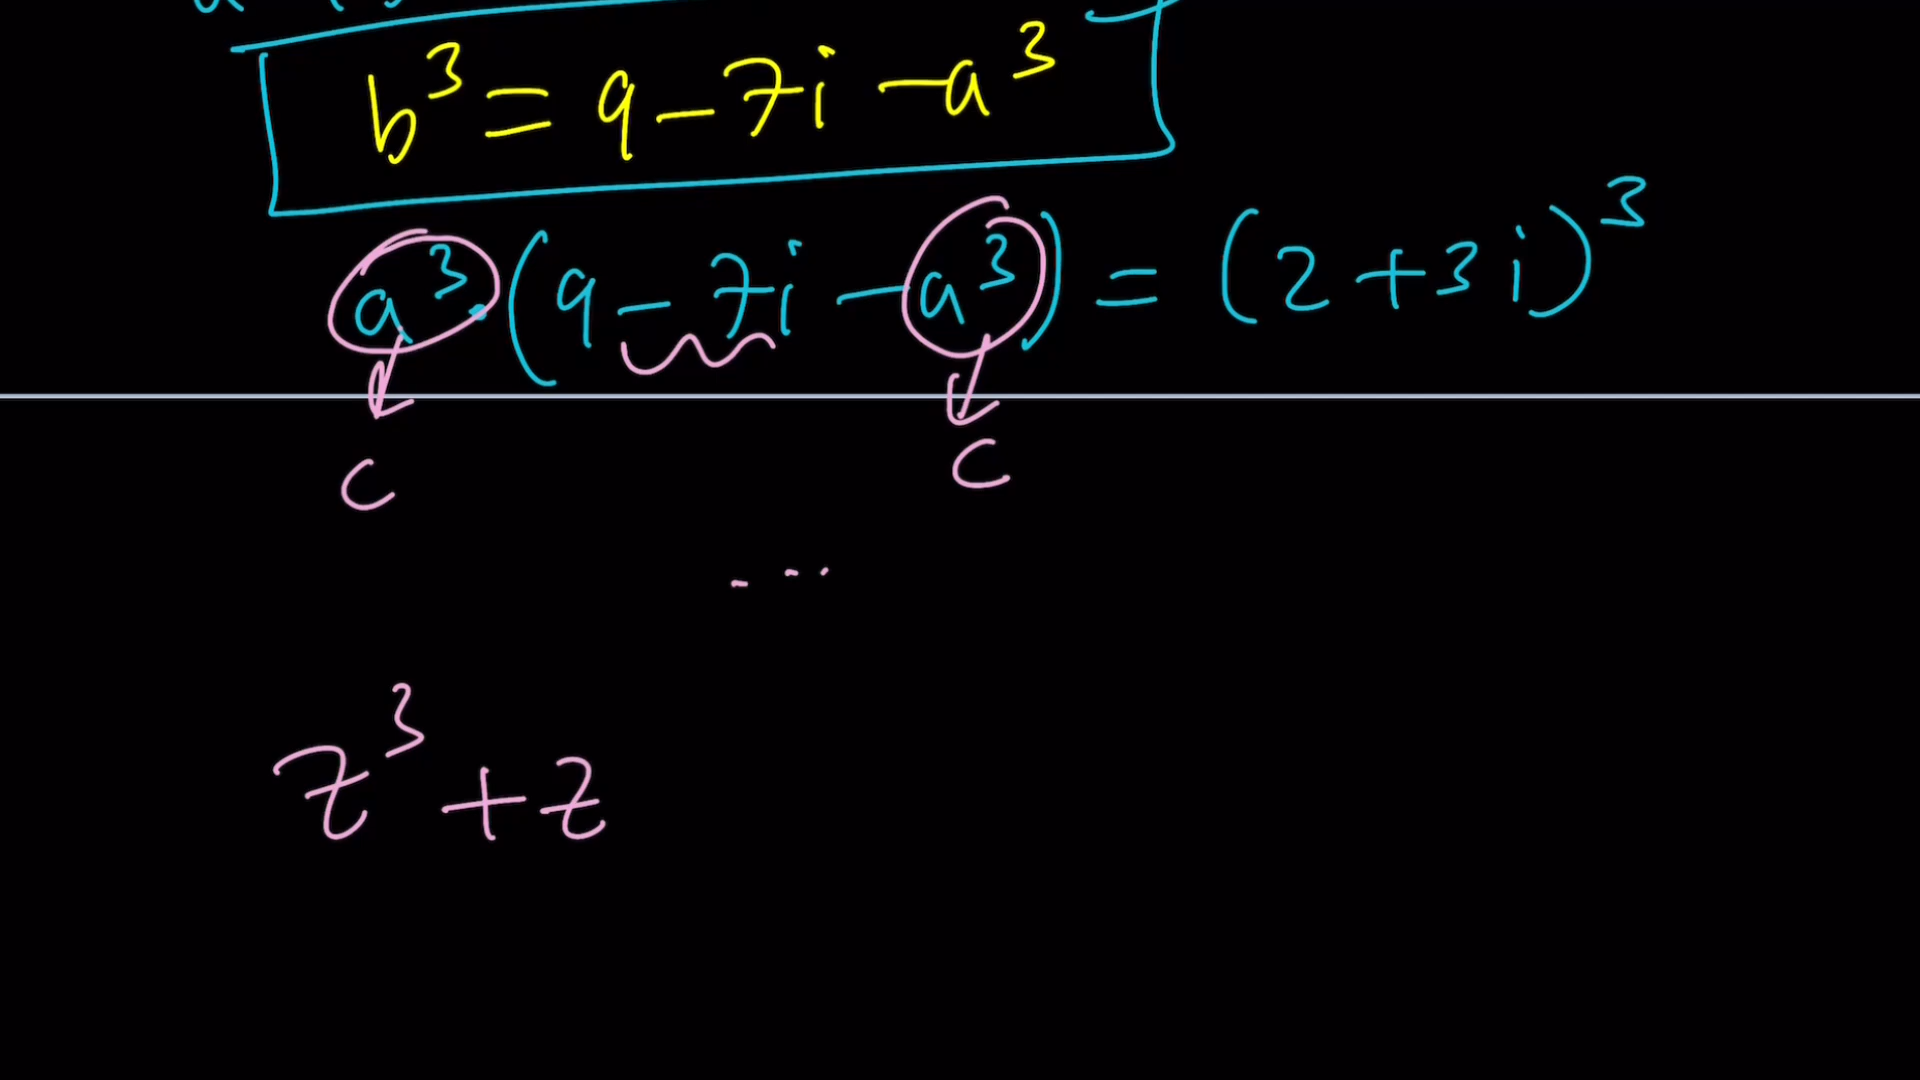 b³ = 9 - 7i - a³
a³·(9 - 7i - a³) = (2 + 3i)³
c c
...
z³ + z